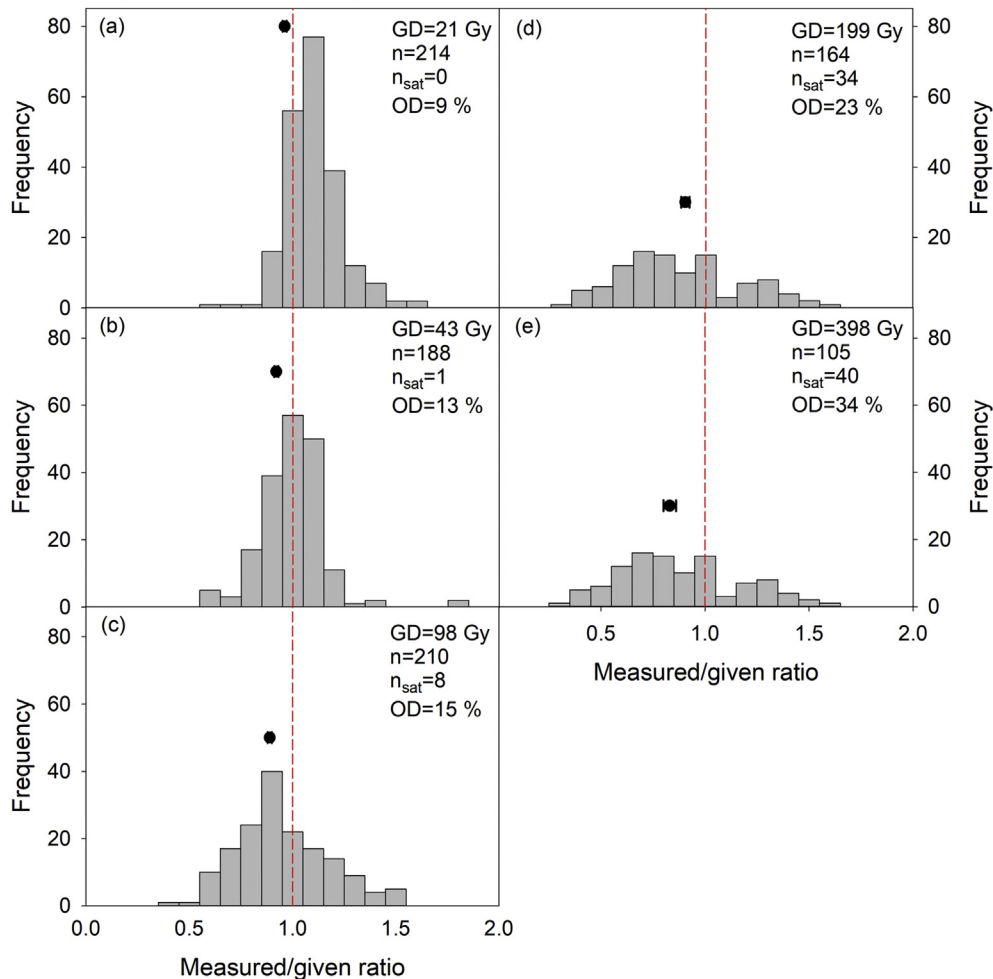 (a)
GD=21 Gy
n=214
nsat=0
OD=9 %
80
60
40
20
0
Frequency
(b)
GD=43 Gy
n=188
nsat=1
OD=13 %
80
60
40
20
0
Frequency
(c)
GD=98 Gy
n=210
nsat=8
OD=15 %
80
60
40
20
0
Frequency
0.0 0.5 1.0 1.5 2.0
Measured/given ratio
(d)
GD=199 Gy
n=164
nsat=34
OD=23 %
80
60
40
20
0
Frequency
(e)
GD=398 Gy
n=105
nsat=40
OD=34 %
80
60
40
20
0
Frequency
0.5 1.0 1.5 2.0
Measured/given ratio